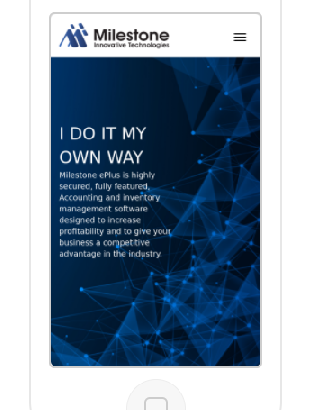 Milestone
Innovative Technologies
I DO IT MY
OWN WAY
Milestone ePlus is highly
secured, fully featured,
Accounting and inventory
management software
designed to increase
profitability and to give your
business a competitive
advantage in the industry.